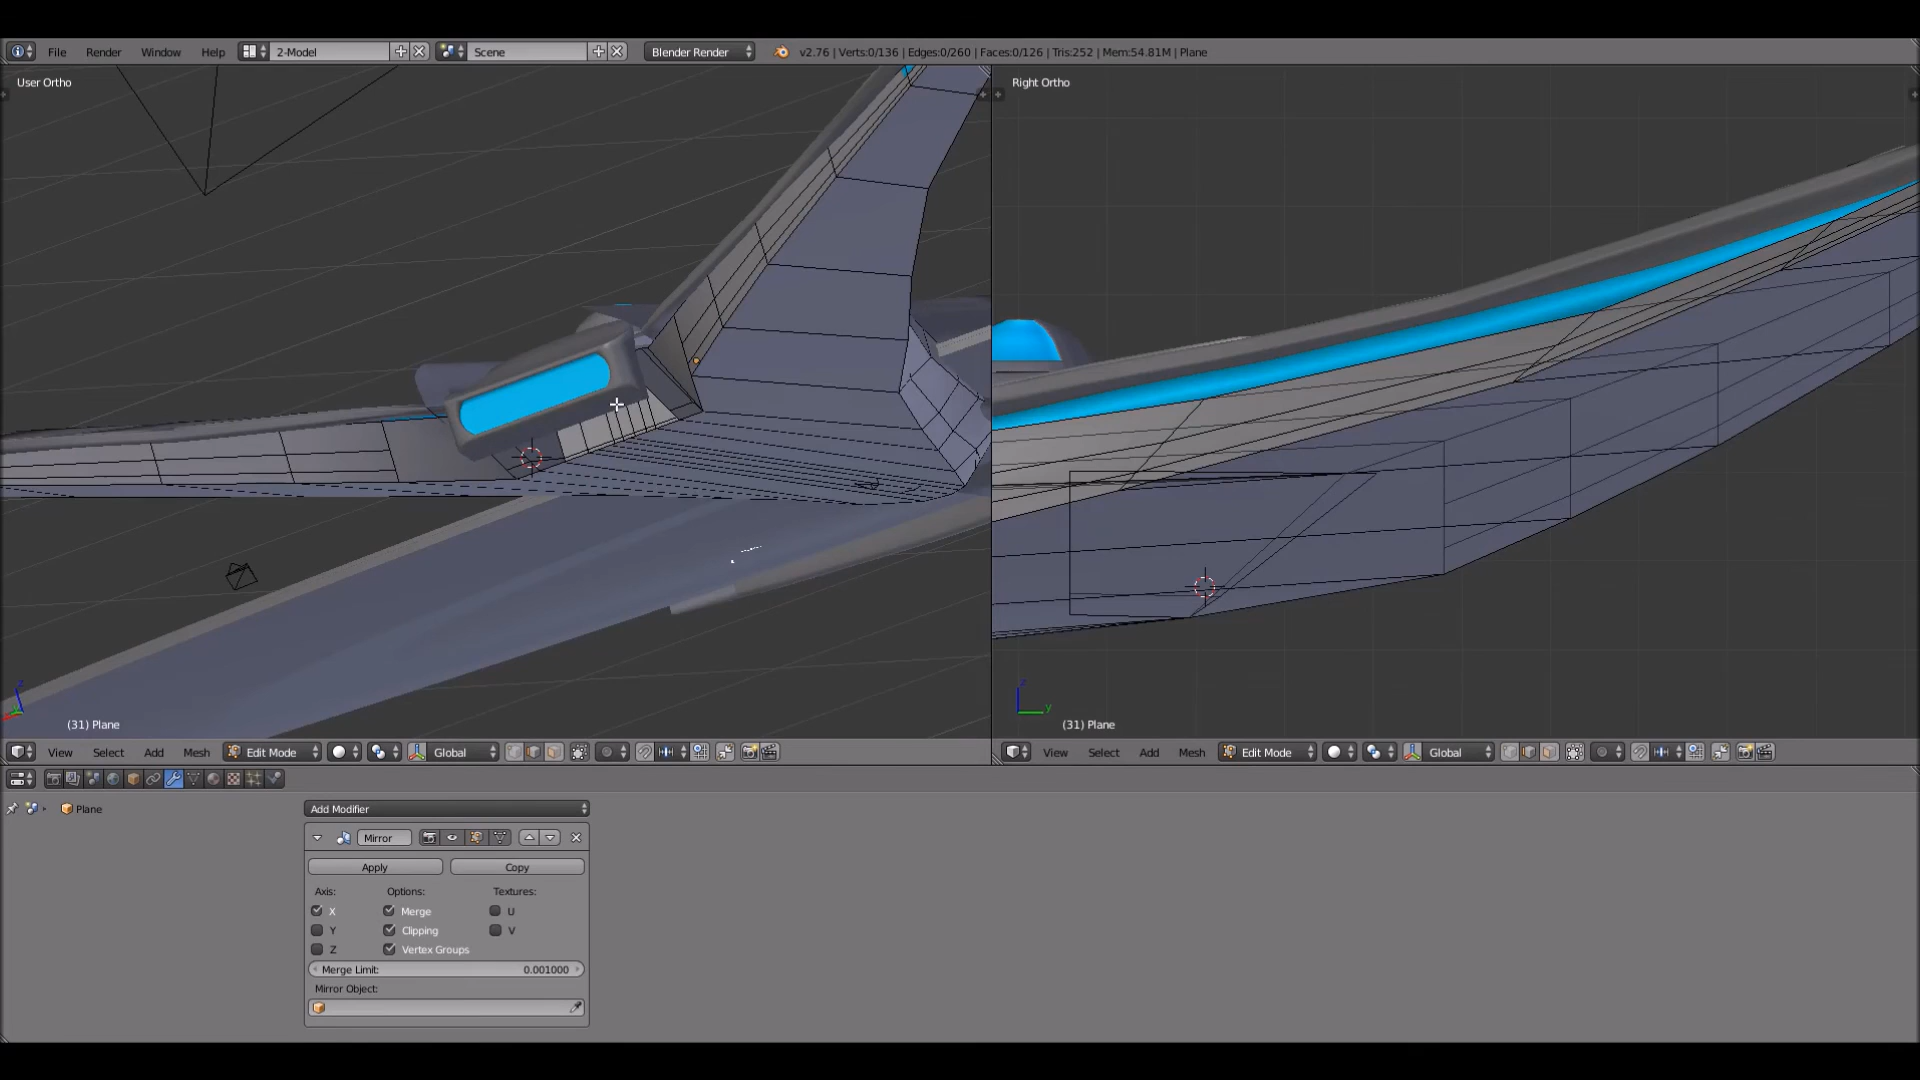 File Render Window Help 2-Model Scene Blender Render v2.76 | Verts:0/136 | Edges:0/260 | Faces:0/126 | Tris:252 | Mem:54.81M | Plane
User Ortho
Right Ortho
z
(31) Plane
z
y
(31) Plane
View Select Add Mesh Edit Mode Global
View Select Add Mesh Edit Mode Global
Plane
Add Modifier
Mirror
Apply Copy
Axis: Options: Textures:
X Merge U
Y Clipping V
Z Vertex Groups
Merge Limit: 0.001000
Mirror Object: